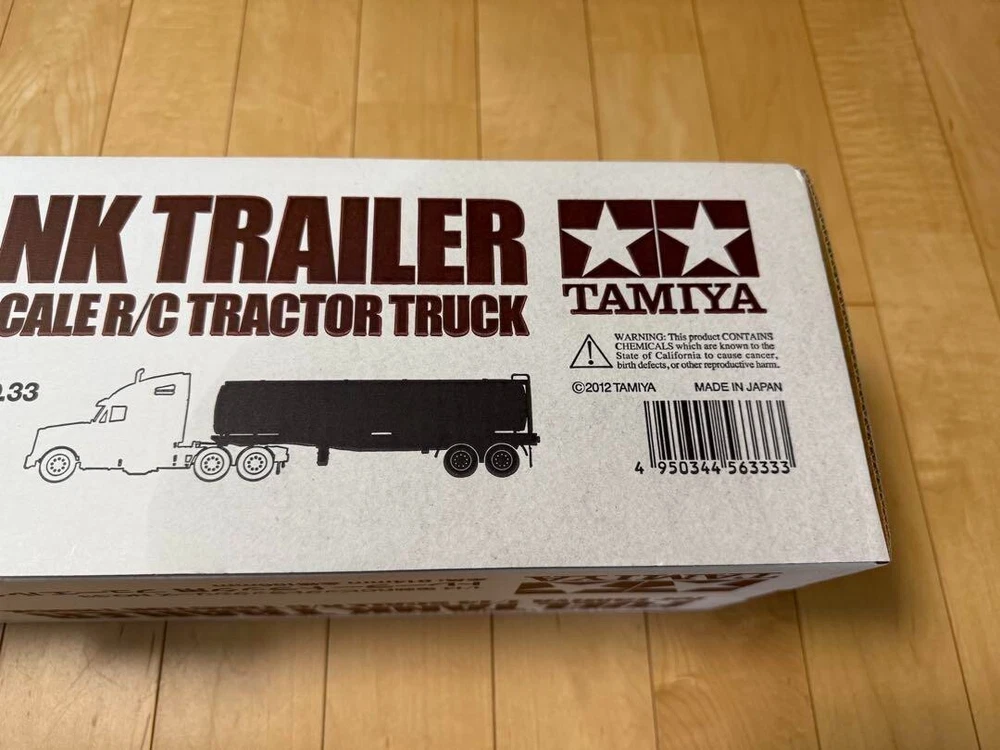 NK TRAILER
CALE R/C TRACTOR TRUCK
TAMIYA
WARNING: This product CONTAINS
CHEMICALS which are known to the
State of California to cause cancer,
birth defects, or other reproductive harm.
.33
©2012 TAMIYA MADE IN JAPAN
4 950344 563333
TAMIYA